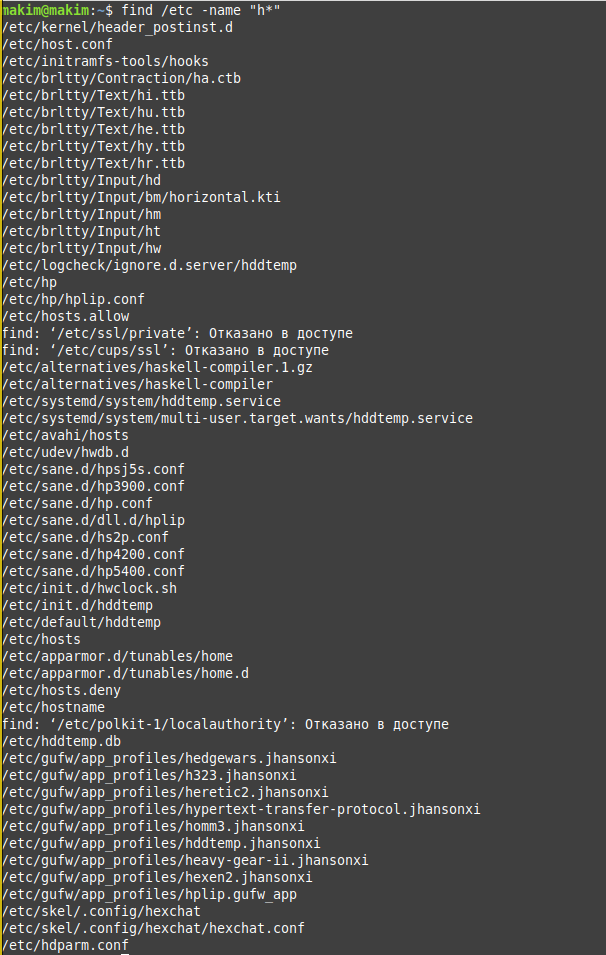 makim@makim:~$ find /etc -name "h*"
/etc/kernel/header_postinst.d
/etc/host.conf
/etc/initramfs-tools/hooks
/etc/brltty/Contraction/ha.ctb
/etc/brltty/Text/hi.ttb
/etc/brltty/Text/hu.ttb
/etc/brltty/Text/he.ttb
/etc/brltty/Text/hy.ttb
/etc/brltty/Text/hr.ttb
/etc/brltty/Input/hd
/etc/brltty/Input/bm/horizontal.kti
/etc/brltty/Input/hm
/etc/brltty/Input/ht
/etc/brltty/Input/hw
/etc/logcheck/ignore.d.server/hddtemp
/etc/hp
/etc/hp/hplip.conf
/etc/hosts.allow
find: ‘/etc/ssl/private’: Отказано в доступе
find: ‘/etc/cups/ssl’: Отказано в доступе
/etc/alternatives/haskell-compiler.1.gz
/etc/alternatives/haskell-compiler
/etc/systemd/system/hddtemp.service
/etc/systemd/system/multi-user.target.wants/hddtemp.service
/etc/avahi/hosts
/etc/udev/hwdb.d
/etc/sane.d/hpsj5s.conf
/etc/sane.d/hp3900.conf
/etc/sane.d/hp.conf
/etc/sane.d/dll.d/hplip
/etc/sane.d/hs2p.conf
/etc/sane.d/hp4200.conf
/etc/sane.d/hp5400.conf
/etc/init.d/hwclock.sh
/etc/init.d/hddtemp
/etc/default/hddtemp
/etc/hosts
/etc/apparmor.d/tunables/home
/etc/apparmor.d/tunables/home.d
/etc/hosts.deny
/etc/hostname
find: ‘/etc/polkit-1/localauthority’: Отказано в доступе
/etc/hddtemp.db
/etc/gufw/app_profiles/hedgewars.jhansonxi
/etc/gufw/app_profiles/h323.jhansonxi
/etc/gufw/app_profiles/heretic2.jhansonxi
/etc/gufw/app_profiles/hypertext-transfer-protocol.jhansonxi
/etc/gufw/app_profiles/homm3.jhansonxi
/etc/gufw/app_profiles/hddtemp.jhansonxi
/etc/gufw/app_profiles/heavy-gear-ii.jhansonxi
/etc/gufw/app_profiles/hexen2.jhansonxi
/etc/gufw/app_profiles/hplip.gufw_app
/etc/skel/.config/hexchat
/etc/skel/.config/hexchat/hexchat.conf
/etc/hdparm.conf